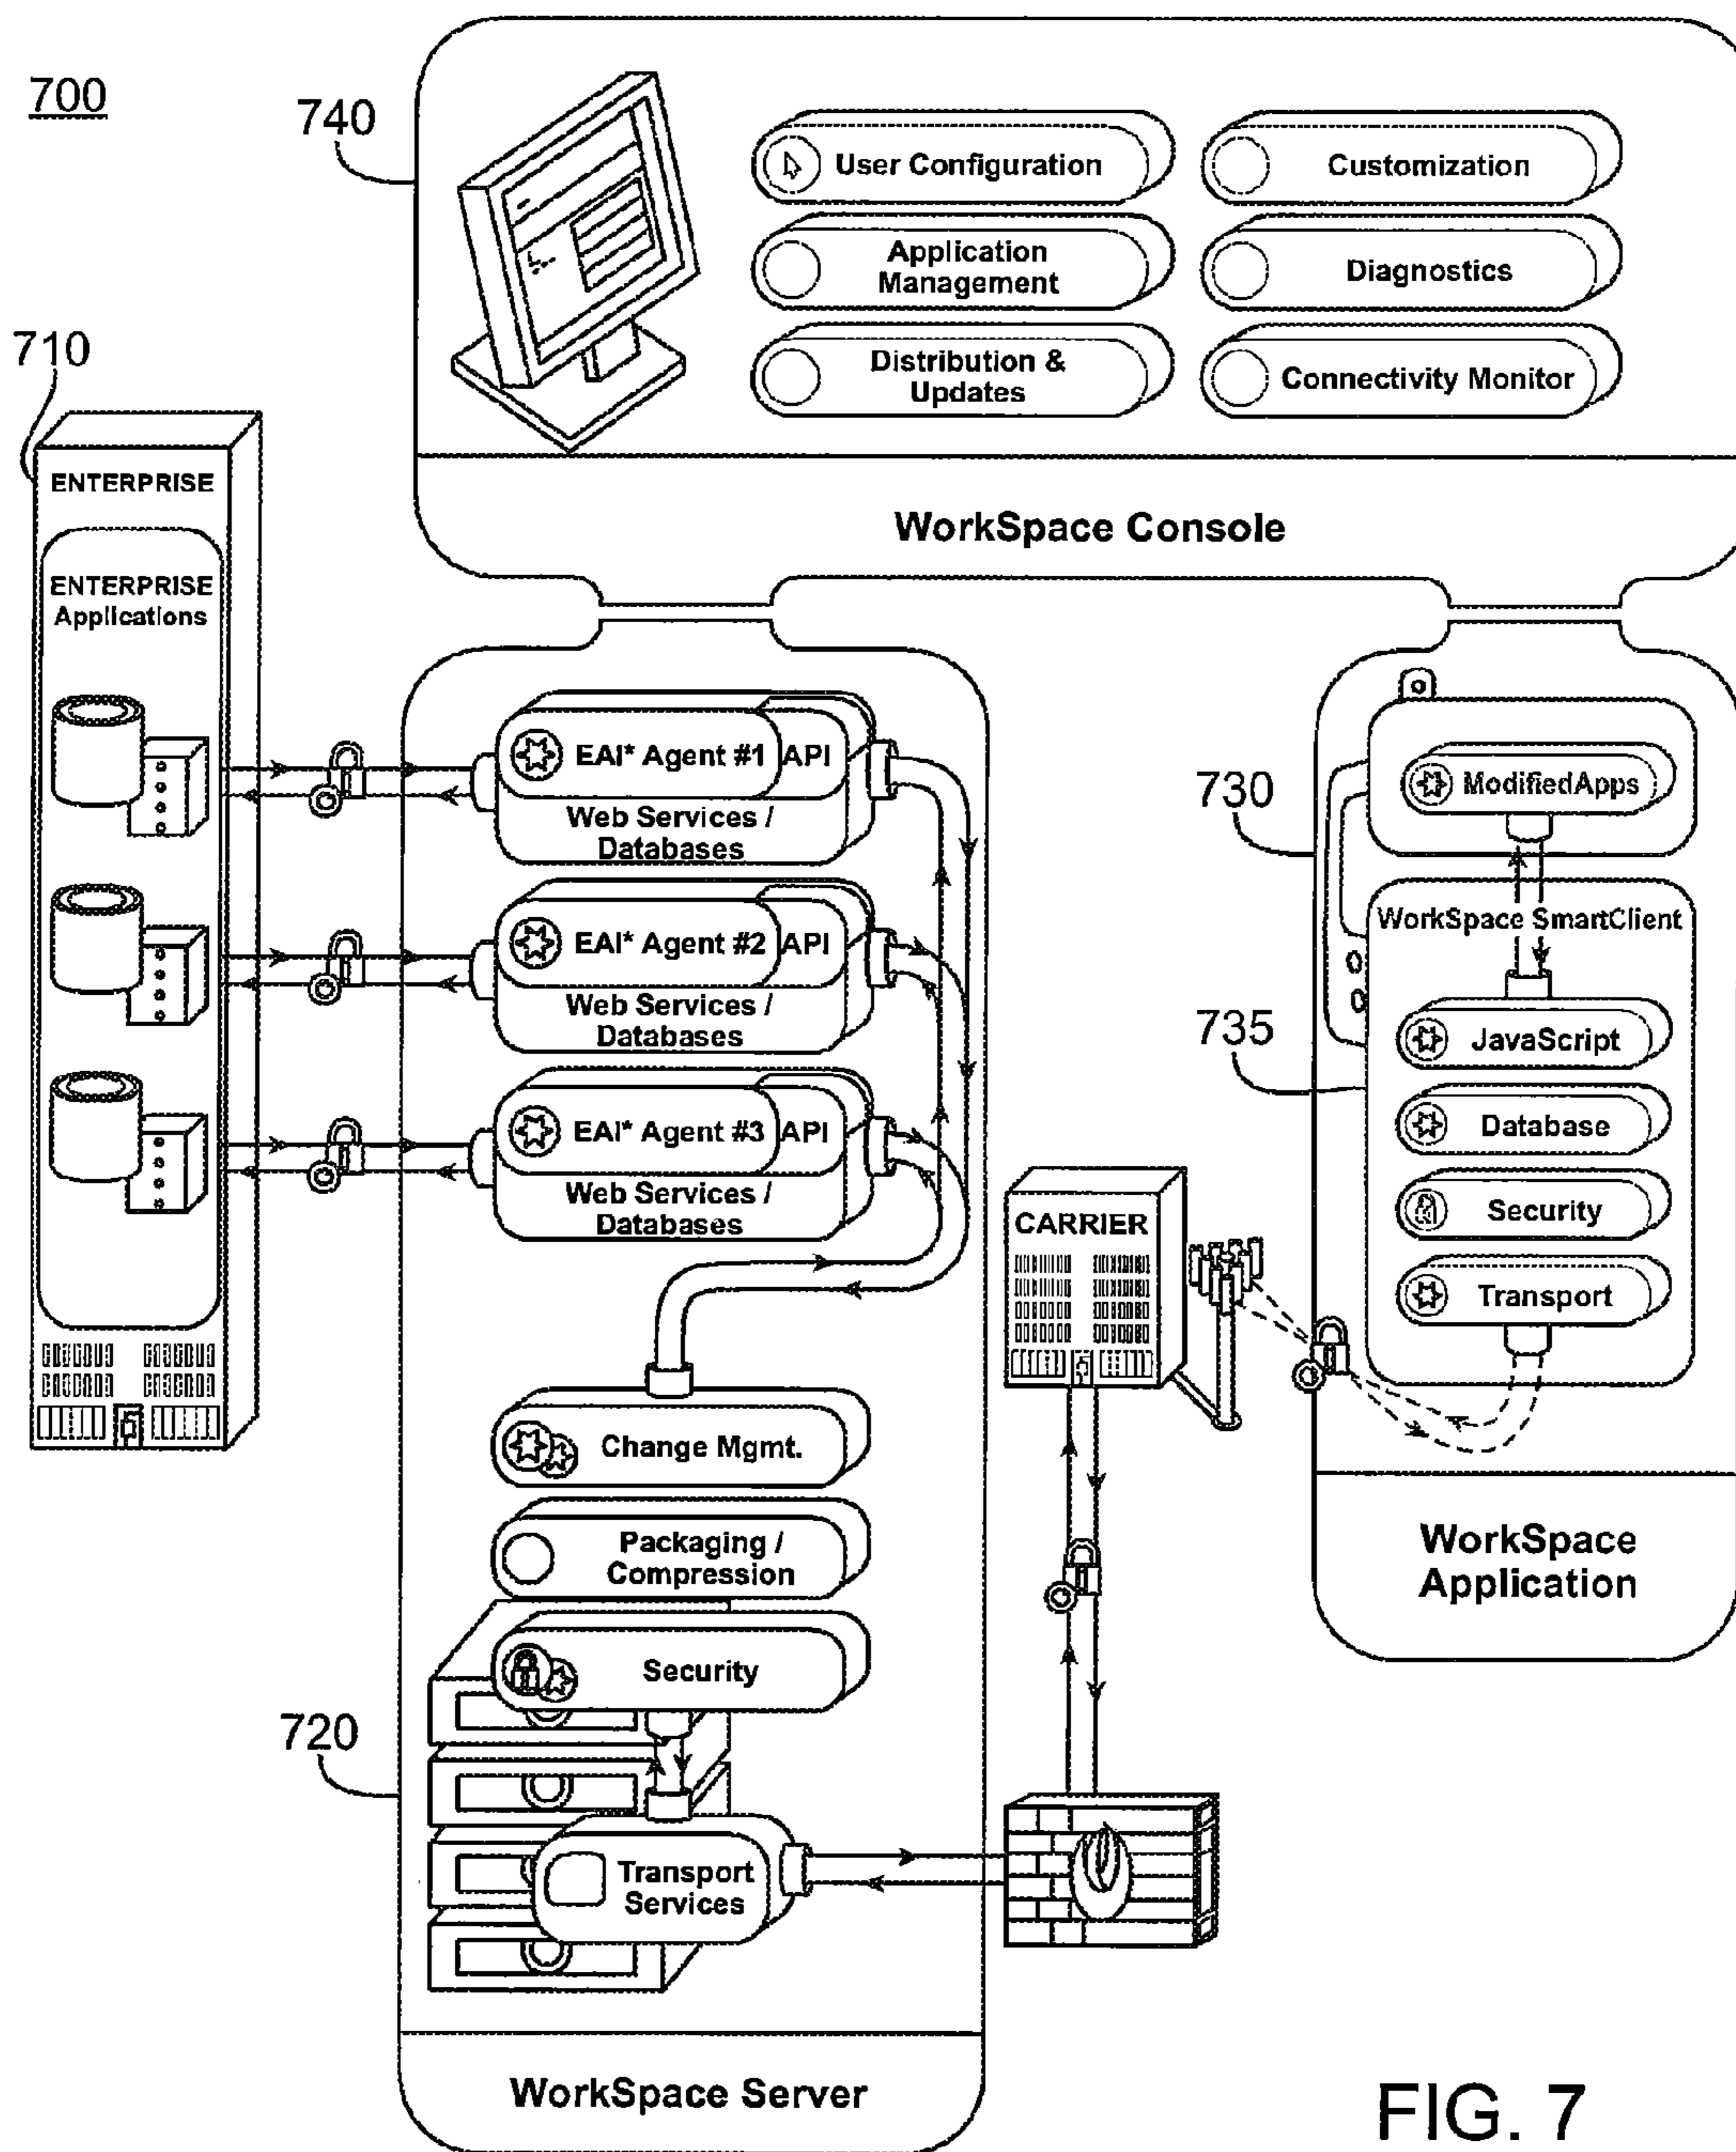 700
740
User Configuration
Customization
Application
Management
Diagnostics
Distribution &
Updates
Connectivity Monitor
WorkSpace Console
710
ENTERPRISE
ENTERPRISE
Applications
EAI* Agent #1
API
Web Services /
Databases
EAI* Agent #2
API
Web Services /
Databases
EAI* Agent #3
API
Web Services /
Databases
Change Mgmt.
Packaging /
Compression
Security
720
Transport
Services
WorkSpace Server
CARRIER
730
ModifiedApps
WorkSpace SmartClient
735
JavaScript
Database
Security
Transport
WorkSpace
Application
FIG. 7